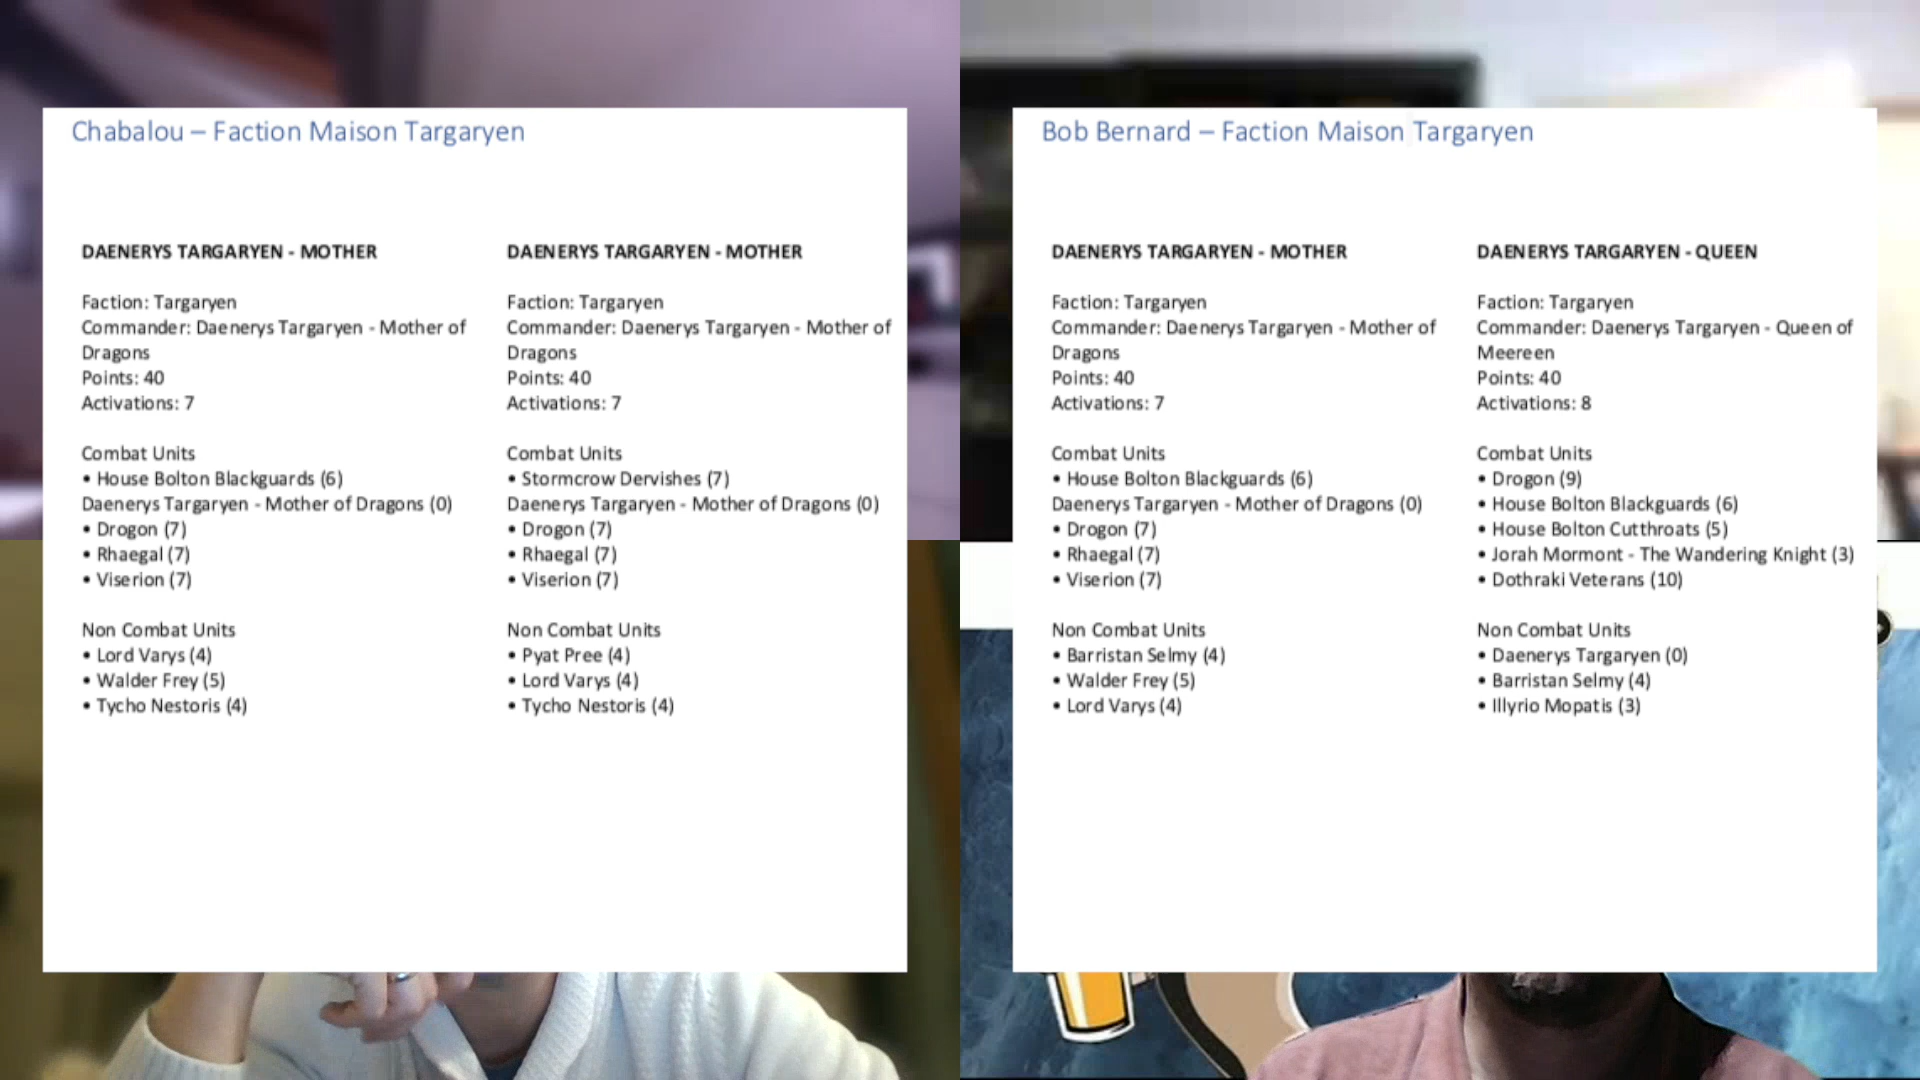 Chabalou – Faction Maison Targaryen
DAENERYS TARGARYEN - MOTHER
Faction: Targaryen
Commander: Daenerys Targaryen - Mother of
Dragons
Points: 40
Activations: 7
Combat Units
• House Bolton Blackguards (6)
Daenerys Targaryen - Mother of Dragons (0)
• Drogon (7)
• Rhaegal (7)
• Viserion (7)
Non Combat Units
• Lord Varys (4)
• Walder Frey (5)
• Tycho Nestoris (4)
DAENERYS TARGARYEN - MOTHER
Faction: Targaryen
Commander: Daenerys Targaryen - Mother of
Dragons
Points: 40
Activations: 7
Combat Units
• Stormcrow Dervishes (7)
Daenerys Targaryen - Mother of Dragons (0)
• Drogon (7)
• Rhaegal (7)
• Viserion (7)
Non Combat Units
• Pyat Pree (4)
• Lord Varys (4)
• Tycho Nestoris (4)
Bob Bernard – Faction Maison Targaryen
DAENERYS TARGARYEN - MOTHER
Faction: Targaryen
Commander: Daenerys Targaryen - Mother of
Dragons
Points: 40
Activations: 7
Combat Units
• House Bolton Blackguards (6)
Daenerys Targaryen - Mother of Dragons (0)
• Drogon (7)
• Rhaegal (7)
• Viserion (7)
Non Combat Units
• Barristan Selmy (4)
• Walder Frey (5)
• Lord Varys (4)
DAENERYS TARGARYEN - QUEEN
Faction: Targaryen
Commander: Daenerys Targaryen - Queen of
Meereen
Points: 40
Activations: 8
Combat Units
• Drogon (9)
• House Bolton Blackguards (6)
• House Bolton Cutthroats (5)
• Jorah Mormont - The Wandering Knight (3)
• Dothraki Veterans (10)
Non Combat Units
• Daenerys Targaryen (0)
• Barristan Selmy (4)
• Illyrio Mopatis (3)